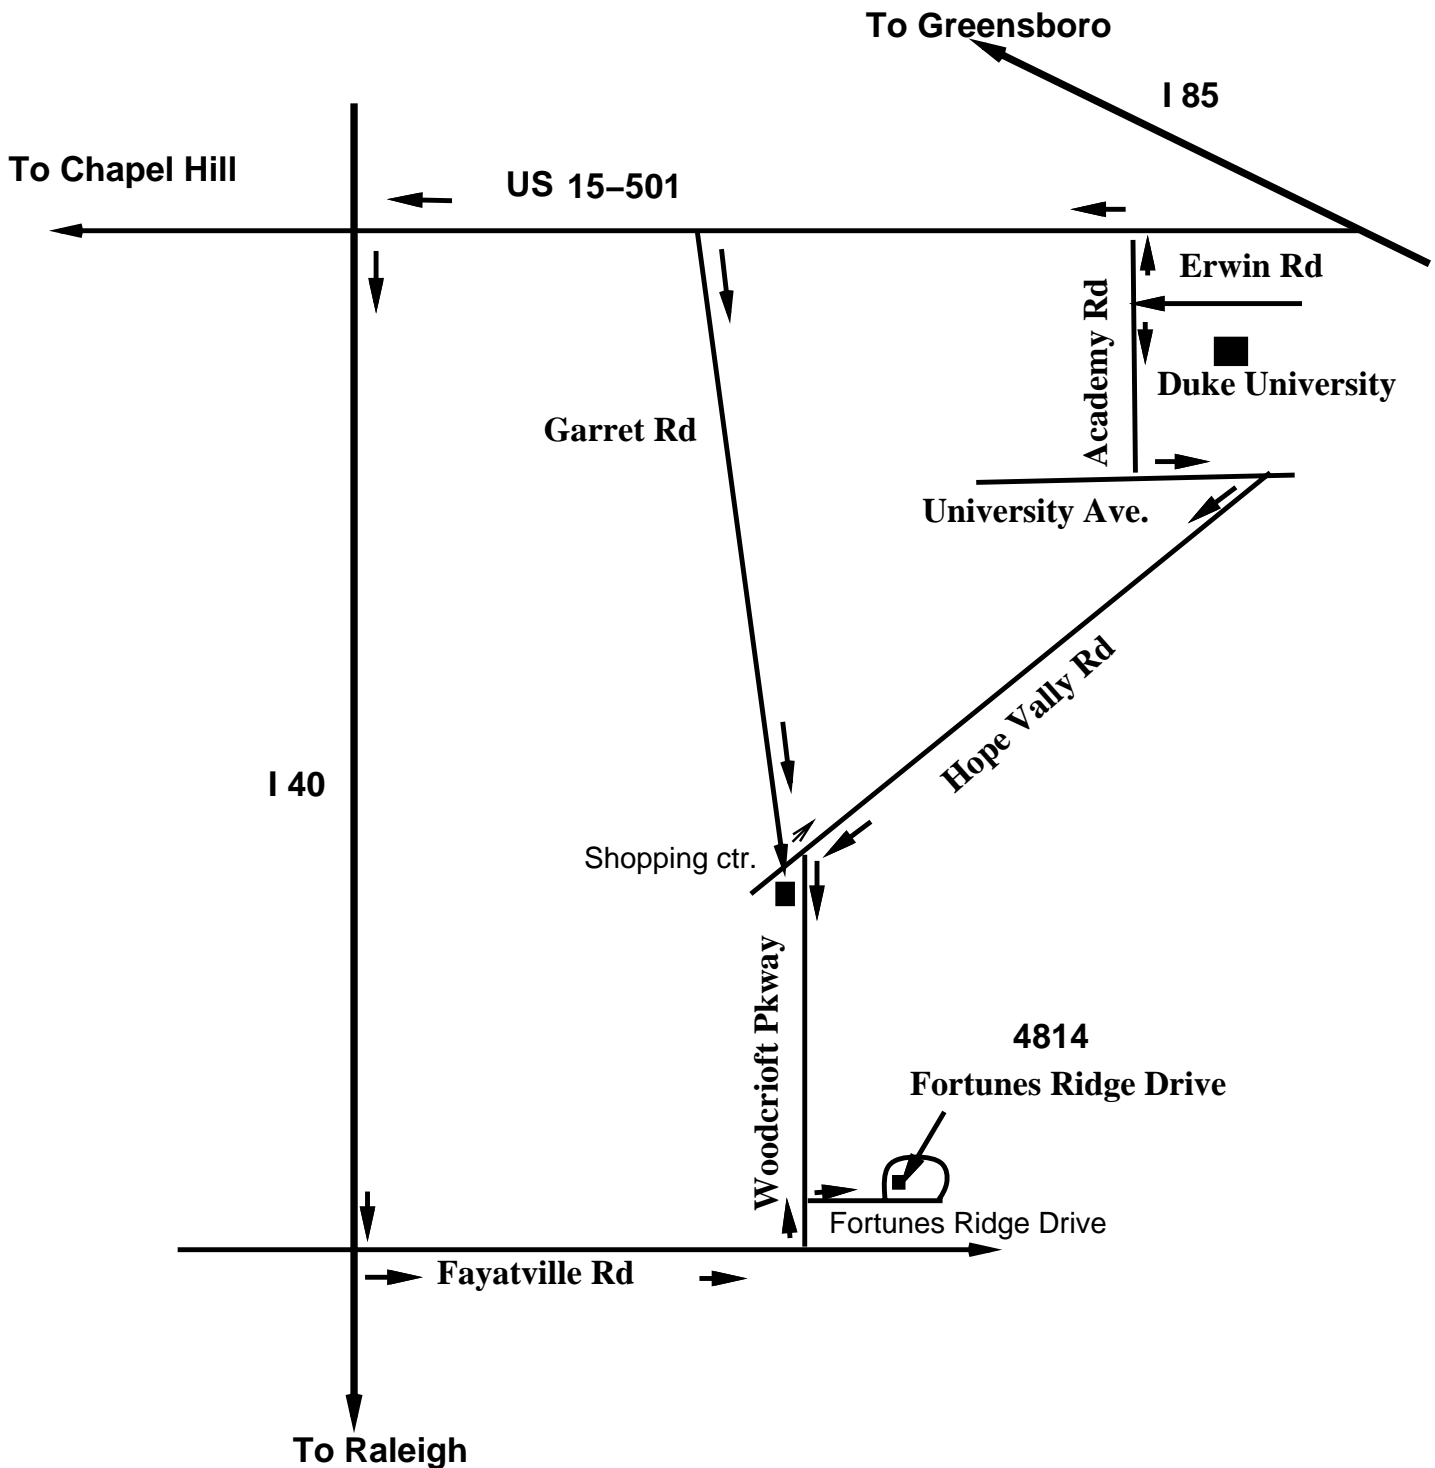 To Greensboro
I 85
To Chapel Hill
US 15–501
Erwin Rd
Academy Rd
Duke University
Garret Rd
University Ave.
Hope Vally Rd
I 40
Shopping ctr.
Woodcrioft Pkway
4814
Fortunes Ridge Drive
Fortunes Ridge Drive
Fayatville Rd
To Raleigh